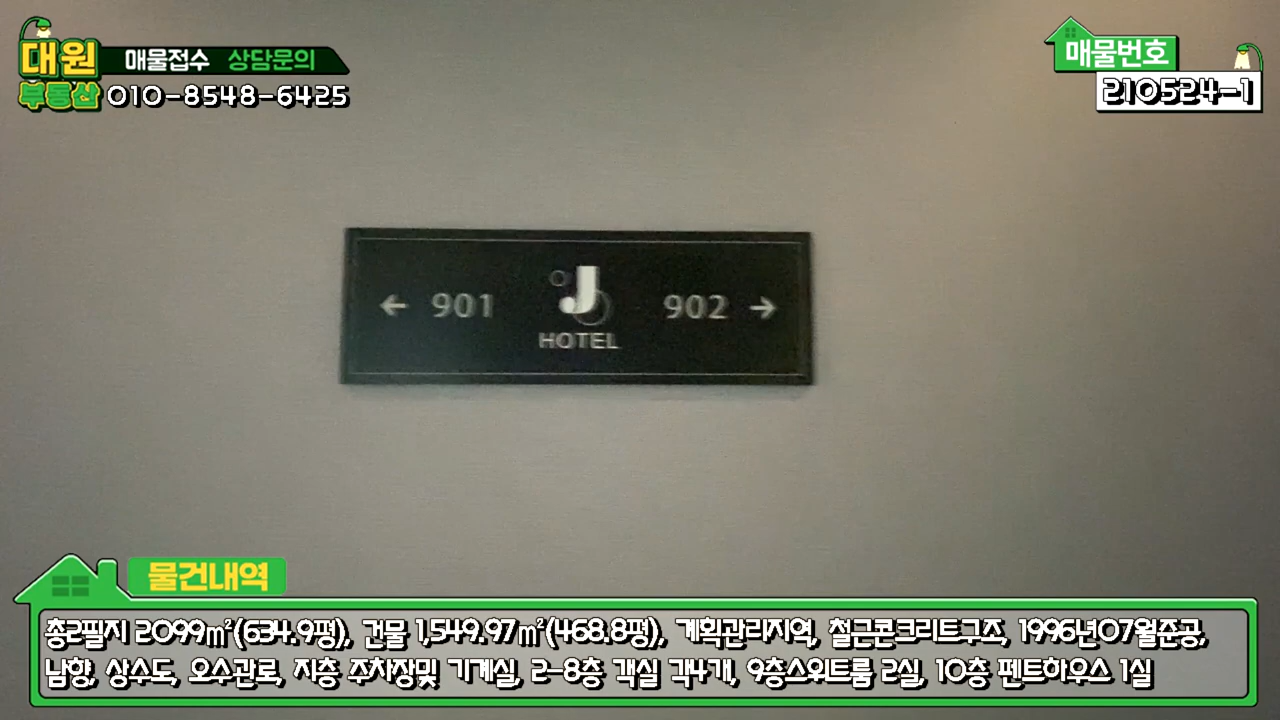 대원 부동산
매물접수 상담문의
010-8548-6425
매물번호
210524-1
← 901 J HOTEL 902 →
물건내역
총2필지 2099㎡(634.9평), 건물 1,549.97㎡(468.8평), 계획관리지역, 철근콘크리트구조, 1996년07월준공,
남향, 상수도, 오수관로, 지층 주차장및 기계실, 2-8층 객실 각4개, 9층스위트룸 2실, 10층 펜트하우스 1실